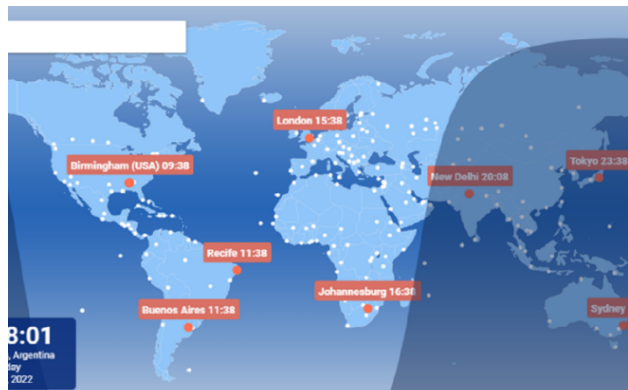 London 15:38
Birmingham (USA) 09:38
Tokyo 23:38
New Delhi 20:08
Recife 11:38
Johannesburg 16:38
Buenos Aires 11:38
Sydney
8:01
, Argentina
day
2022